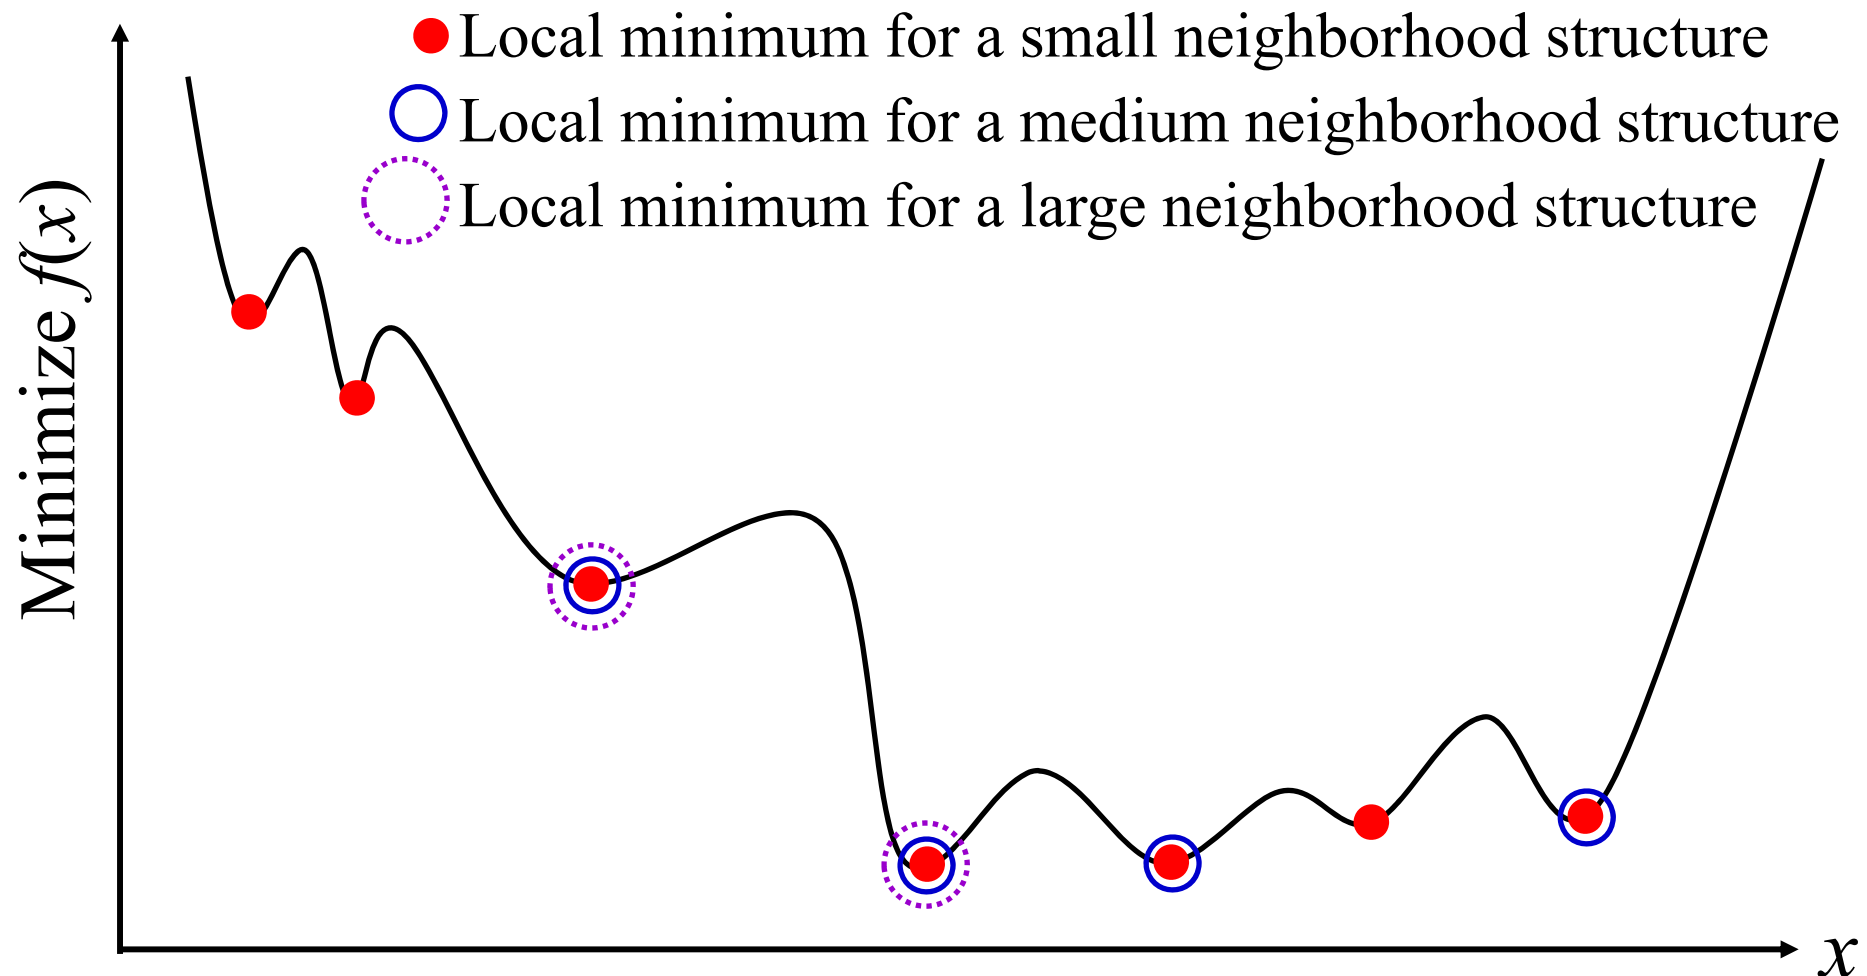 Local minimum for a small neighborhood structure
Local minimum for a medium neighborhood structure
Local minimum for a large neighborhood structure
Minimize f(x)
x